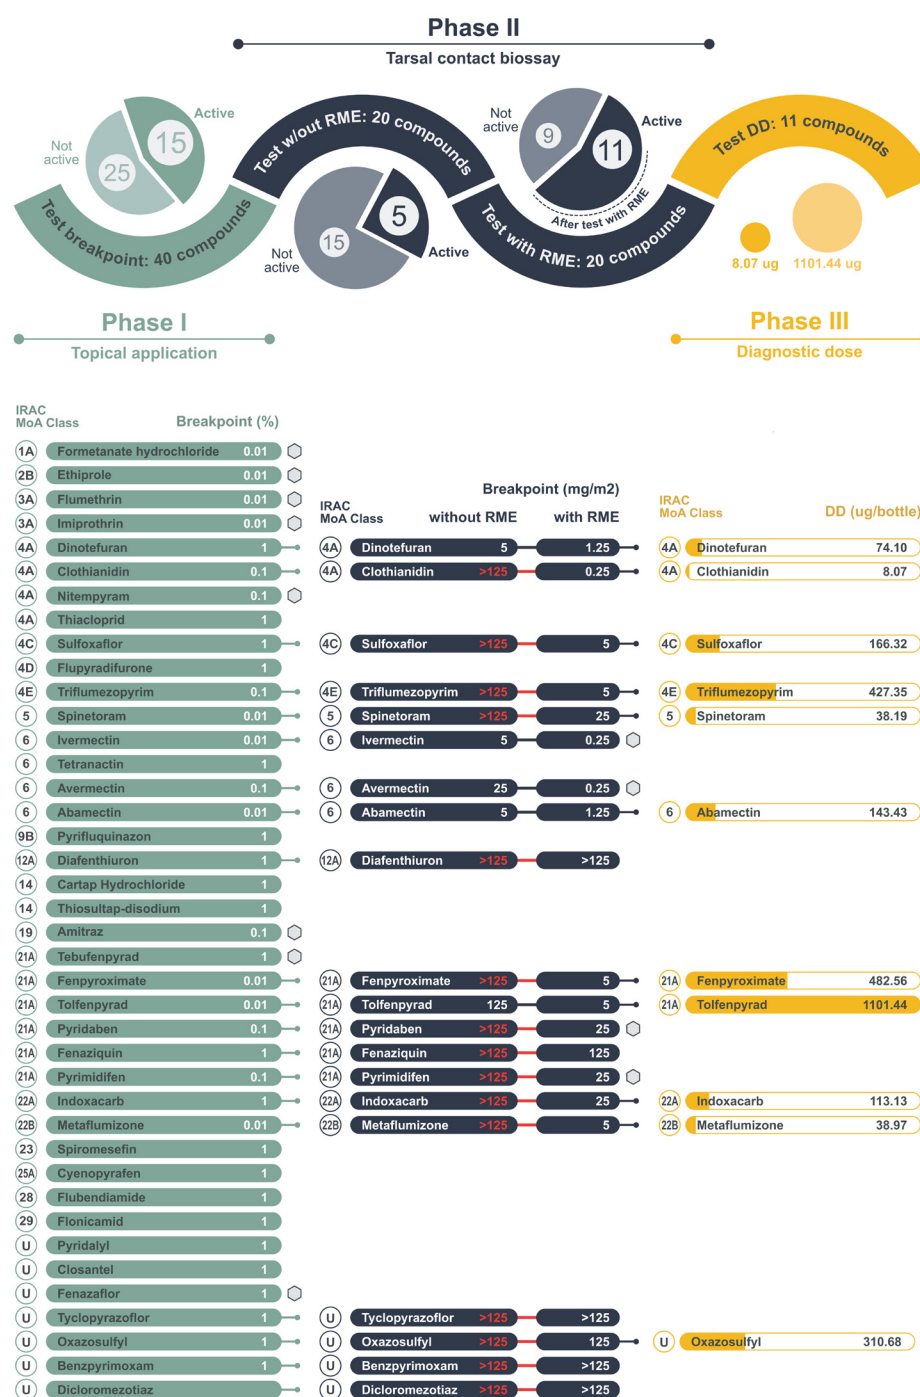 Phase II
Tarsal contact biossay
Not active
25
15
Active
Test breakpoint: 40 compounds
Test w/out RME: 20 compounds
Not active
15
5
Active
Not active
9
11
Active
After test with RME
Test with RME: 20 compounds
Test DD: 11 compounds
8.07 ug
1101.44 ug
Phase I
Topical application
Phase III
Diagnostic dose
IRAC
MoA Class Breakpoint (%)
1A Formetanate hydrochloride 0.01
2B Ethiprole 0.01
3A Flumethrin 0.01
3A Imiprothrin 0.01
4A Dinotefuran 1
4A Clothianidin 0.1
4A Nitempyram 0.1
4A Thiacloprid 1
4C Sulfoxaflor 1
4D Flupyradifurone 1
4E Triflumezopyrim 0.1
5 Spinetoram 0.01
6 Ivermectin 0.01
6 Tetranactin 1
6 Avermectin 0.1
6 Abamectin 0.01
9B Pyrifluquinazon 1
12A Diafenthiuron 1
14 Cartap Hydrochloride 1
14 Thiosultap-disodium 1
19 Amitraz 0.1
21A Tebufenpyrad 1
21A Fenpyroximate 0.01
21A Tolfenpyrad 0.01
21A Pyridaben 0.1
21A Fenaziquin 1
21A Pyrimidifen 0.1
22A Indoxacarb 1
22B Metaflumizone 0.01
23 Spiromesefin 1
25A Cyenopyrafen 1
28 Flubendiamide 1
29 Flonicamid 1
U Pyridalyl 1
U Closantel 1
U Fenazaflor 1
U Tyclopyrazoflor 1
U Oxazosulfyl 1
U Benzpyrimoxam 1
U Dicloromezotiaz 1
Breakpoint (mg/m2)
IRAC
MoA Class without RME with RME
4A Dinotefuran 5 1.25
4A Clothianidin >125 0.25
4C Sulfoxaflor >125 5
4E Triflumezopyrim >125 5
5 Spinetoram >125 25
6 Ivermectin 5 0.25
6 Avermectin 25 0.25
6 Abamectin 5 1.25
12A Diafenthiuron >125 >125
21A Fenpyroximate >125 5
21A Tolfenpyrad 125 5
21A Pyridaben >125 25
21A Fenaziquin >125 125
21A Pyrimidifen >125 25
22A Indoxacarb >125 25
22B Metaflumizone >125 5
U Tyclopyrazoflor >125 >125
U Oxazosulfyl >125 125
U Benzpyrimoxam >125 >125
U Dicloromezotiaz >125 >125
IRAC
MoA Class DD (ug/bottle)
4A Dinotefuran 74.10
4A Clothianidin 8.07
4C Sulfoxaflor 166.32
4E Triflumezopyrim 427.35
5 Spinetoram 38.19
6 Abamectin 143.43
21A Fenpyroximate 482.56
21A Tolfenpyrad 1101.44
22A Indoxacarb 113.13
22B Metaflumizone 38.97
U Oxazosulfyl 310.68